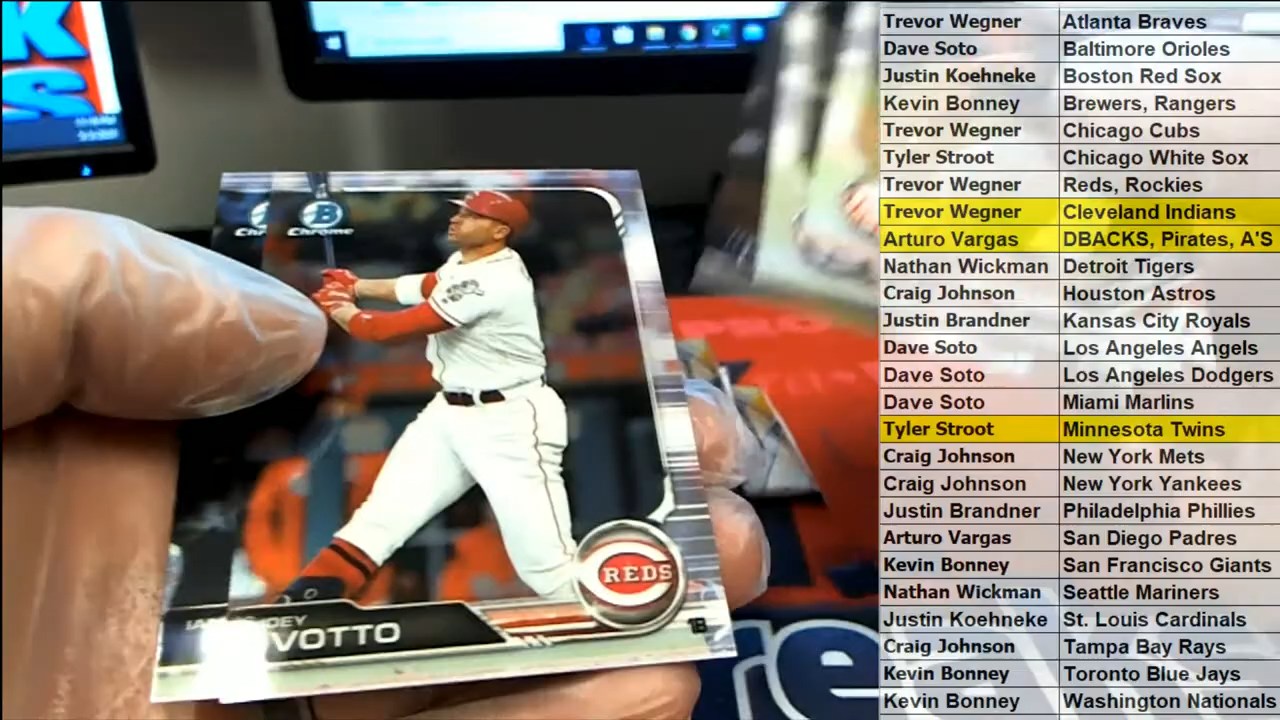 Trevor Wegner Atlanta Braves
Dave Soto Baltimore Orioles
Justin Koehneke Boston Red Sox
Kevin Bonney Brewers, Rangers
Trevor Wegner Chicago Cubs
Tyler Stroot Chicago White Sox
Trevor Wegner Reds, Rockies
Trevor Wegner Cleveland Indians
Arturo Vargas DBACKS, Pirates, A'S
Nathan Wickman Detroit Tigers
Craig Johnson Houston Astros
Justin Brandner Kansas City Royals
Dave Soto Los Angeles Angels
Dave Soto Los Angeles Dodgers
Dave Soto Miami Marlins
Tyler Stroot Minnesota Twins
Craig Johnson New York Mets
Craig Johnson New York Yankees
Justin Brandner Philadelphia Phillies
Arturo Vargas San Diego Padres
Kevin Bonney San Francisco Giants
Nathan Wickman Seattle Mariners
Justin Koehneke St. Louis Cardinals
Craig Johnson Tampa Bay Rays
Kevin Bonney Toronto Blue Jays
Kevin Bonney Washington Nationals
B
Chrome
REDS
1B
JOEY
VOTTO